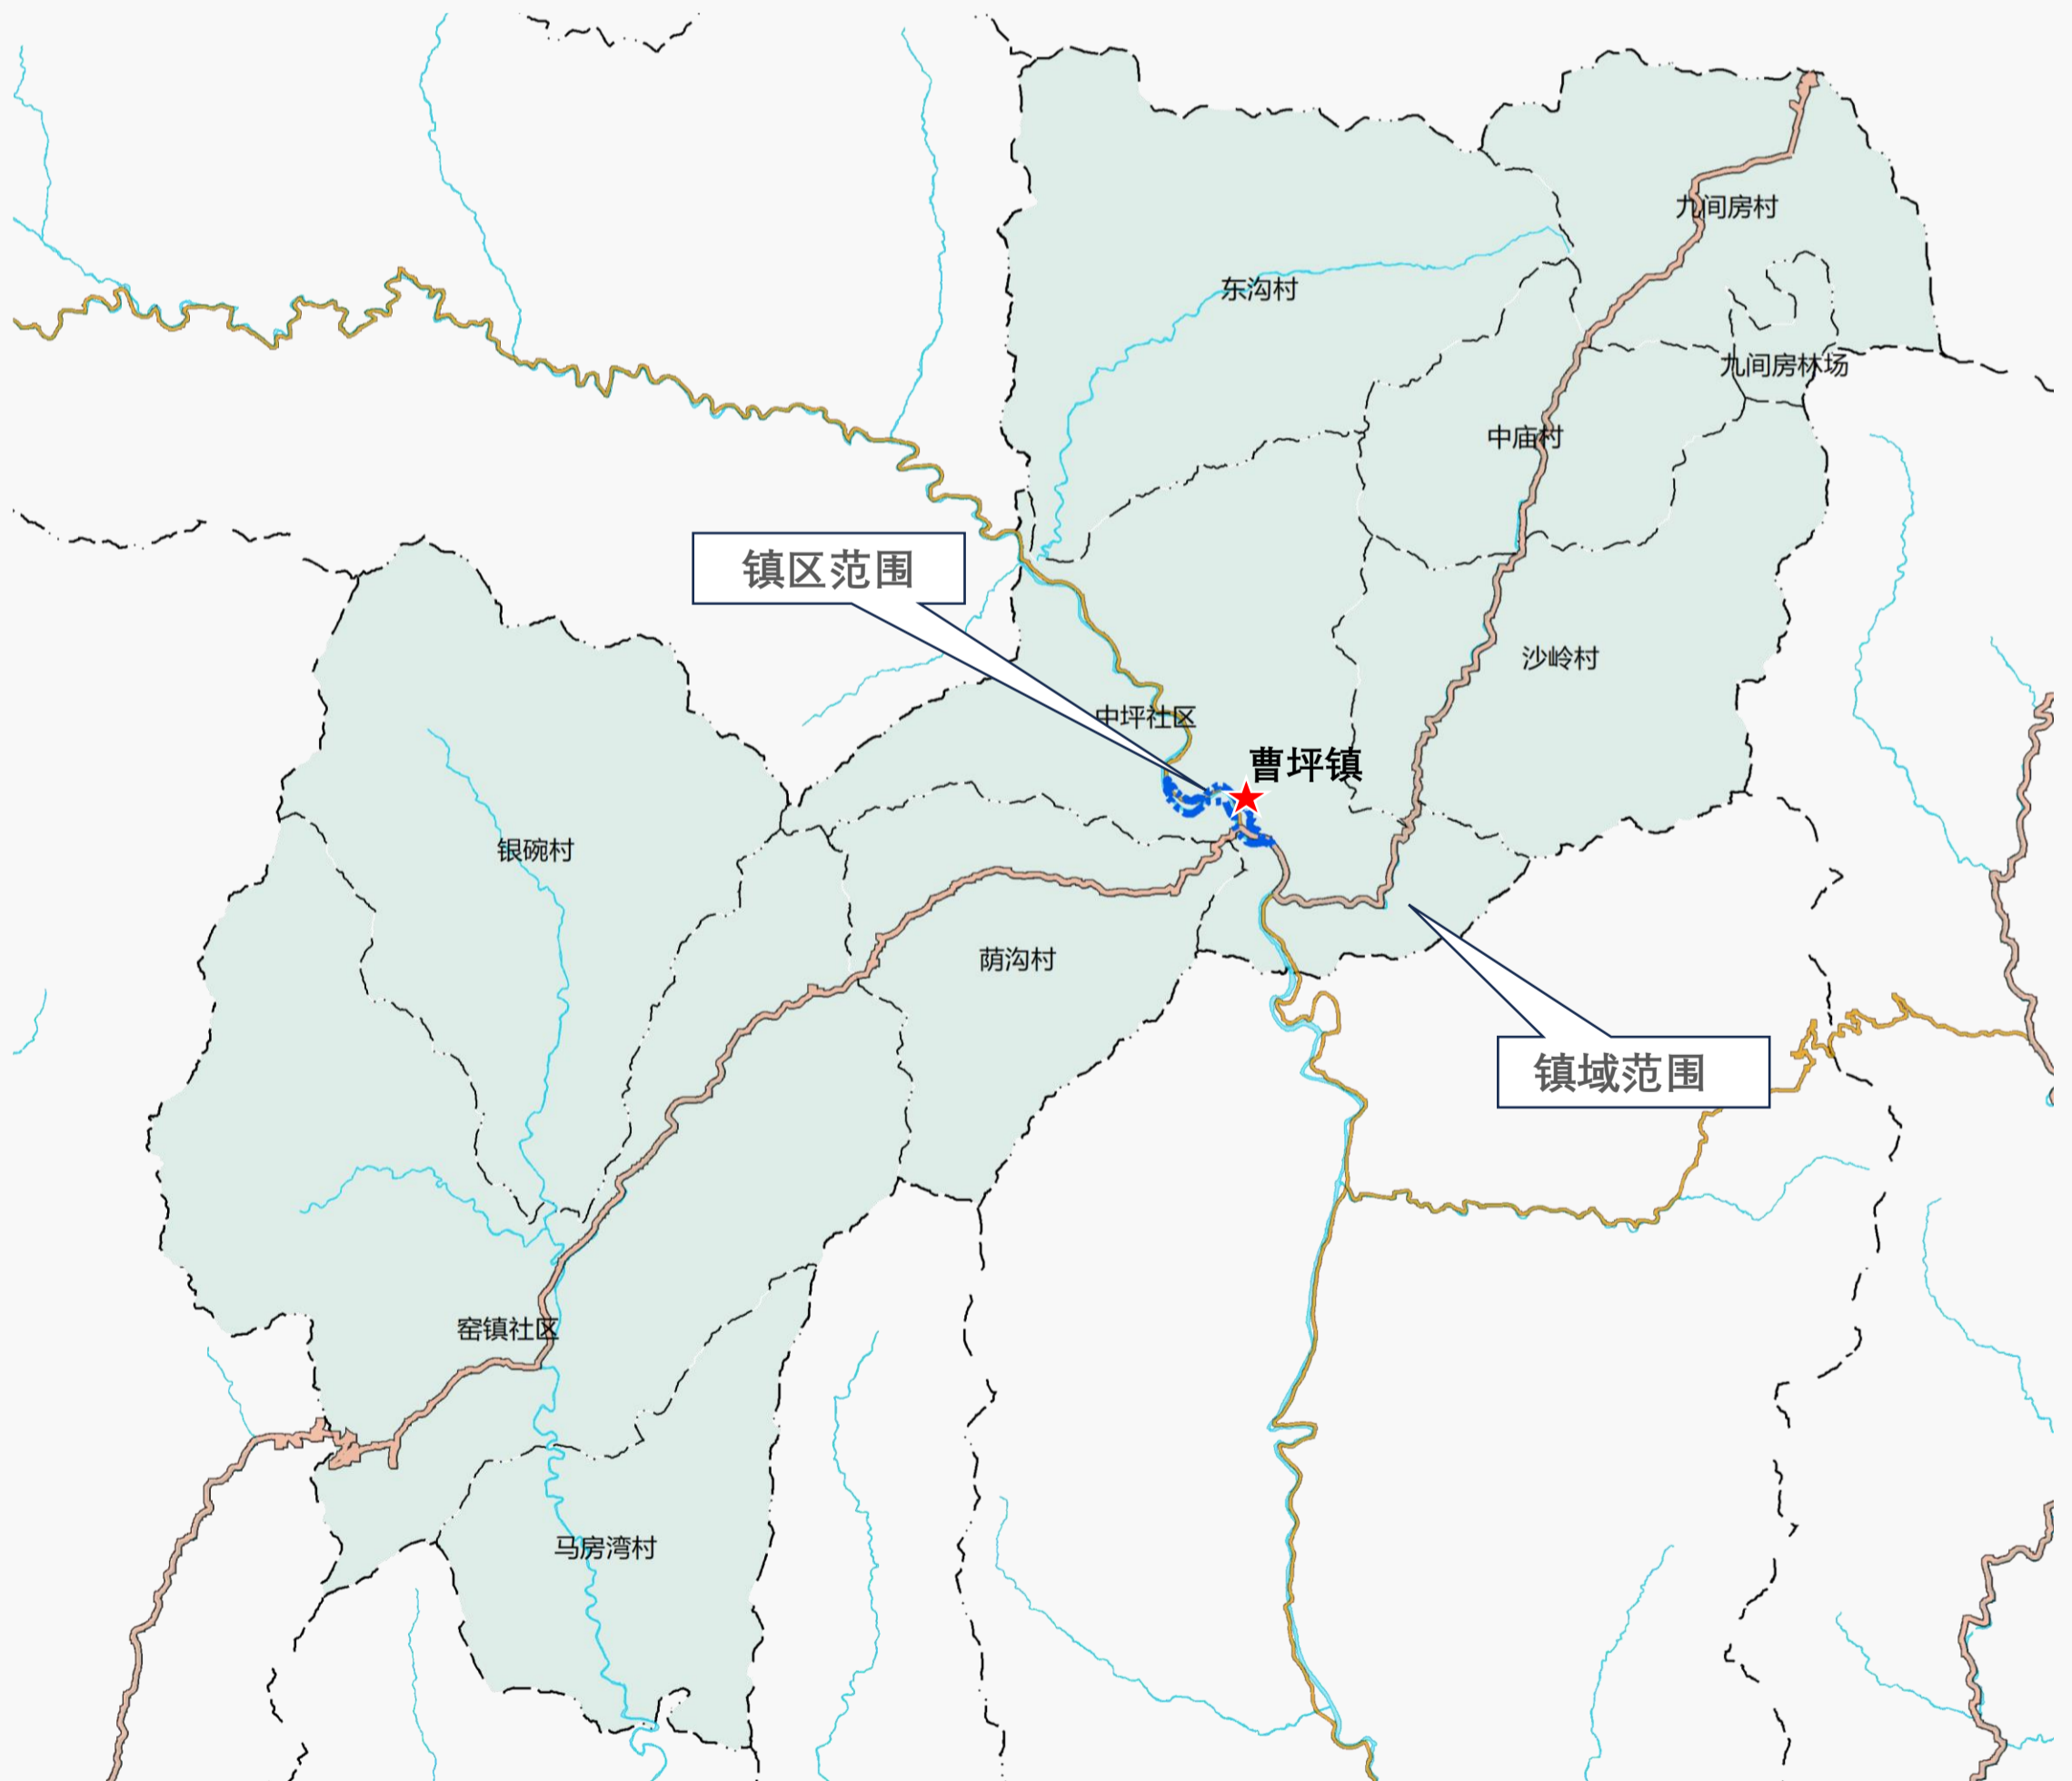 九间房村
东沟村
九间房林场
中庙村
镇区范围
沙岭村
中坪社区
曹坪镇
银碗村
荫沟村
镇域范围
窑镇社区
马房湾村